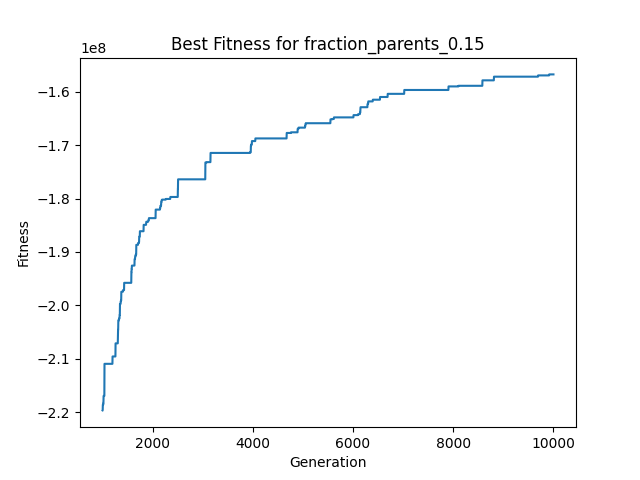 Best Fitness for fraction_parents_0.15
1e8
−1.6
−1.7
−1.8
−1.9
−2.0
−2.1
−2.2
Fitness
2000 4000 6000 8000 10000
Generation